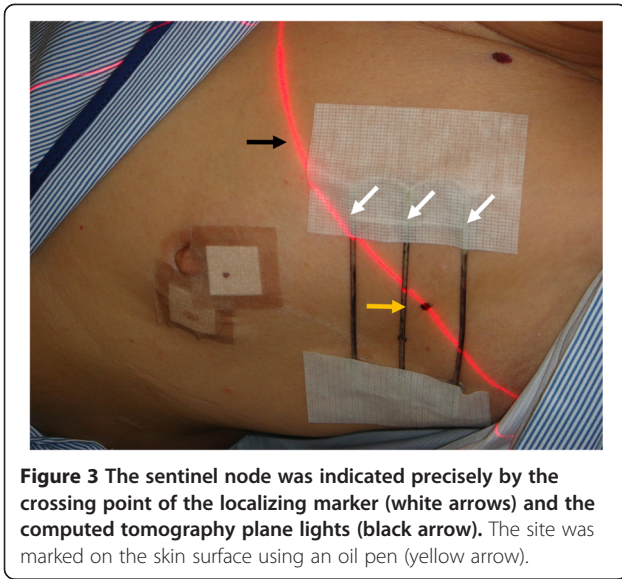 Figure 3 The sentinel node was indicated precisely by the
crossing point of the localizing marker (white arrows) and the
computed tomography plane lights (black arrow). The site was
marked on the skin surface using an oil pen (yellow arrow).